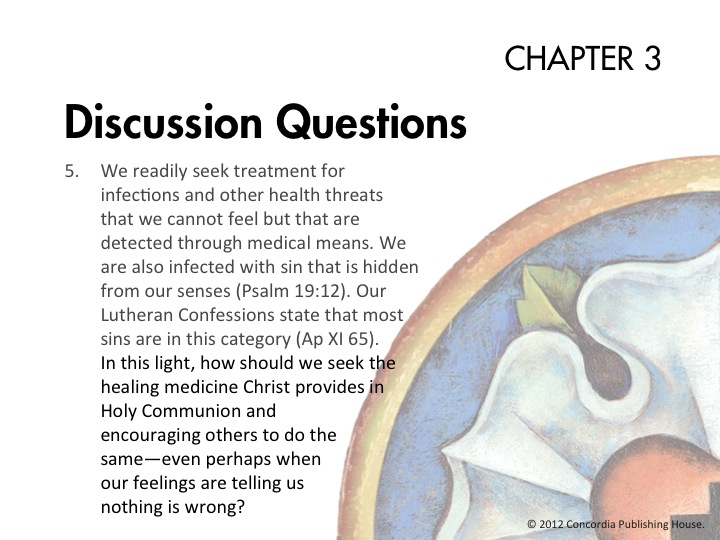 CHAPTER 3
Discussion Questions
5. We readily seek treatment for
infections and other health threats
that we cannot feel but that are
detected through medical means. We
are also infected with sin that is hidden
from our senses (Psalm 19:12). Our
Lutheran Confessions state that most
sins are in this category (Ap XI 65).
In this light, how should we seek the
healing medicine Christ provides in
Holy Communion and
encouraging others to do the
same—even perhaps when
our feelings are telling us
nothing is wrong?
© 2012 Concordia Publishing House.